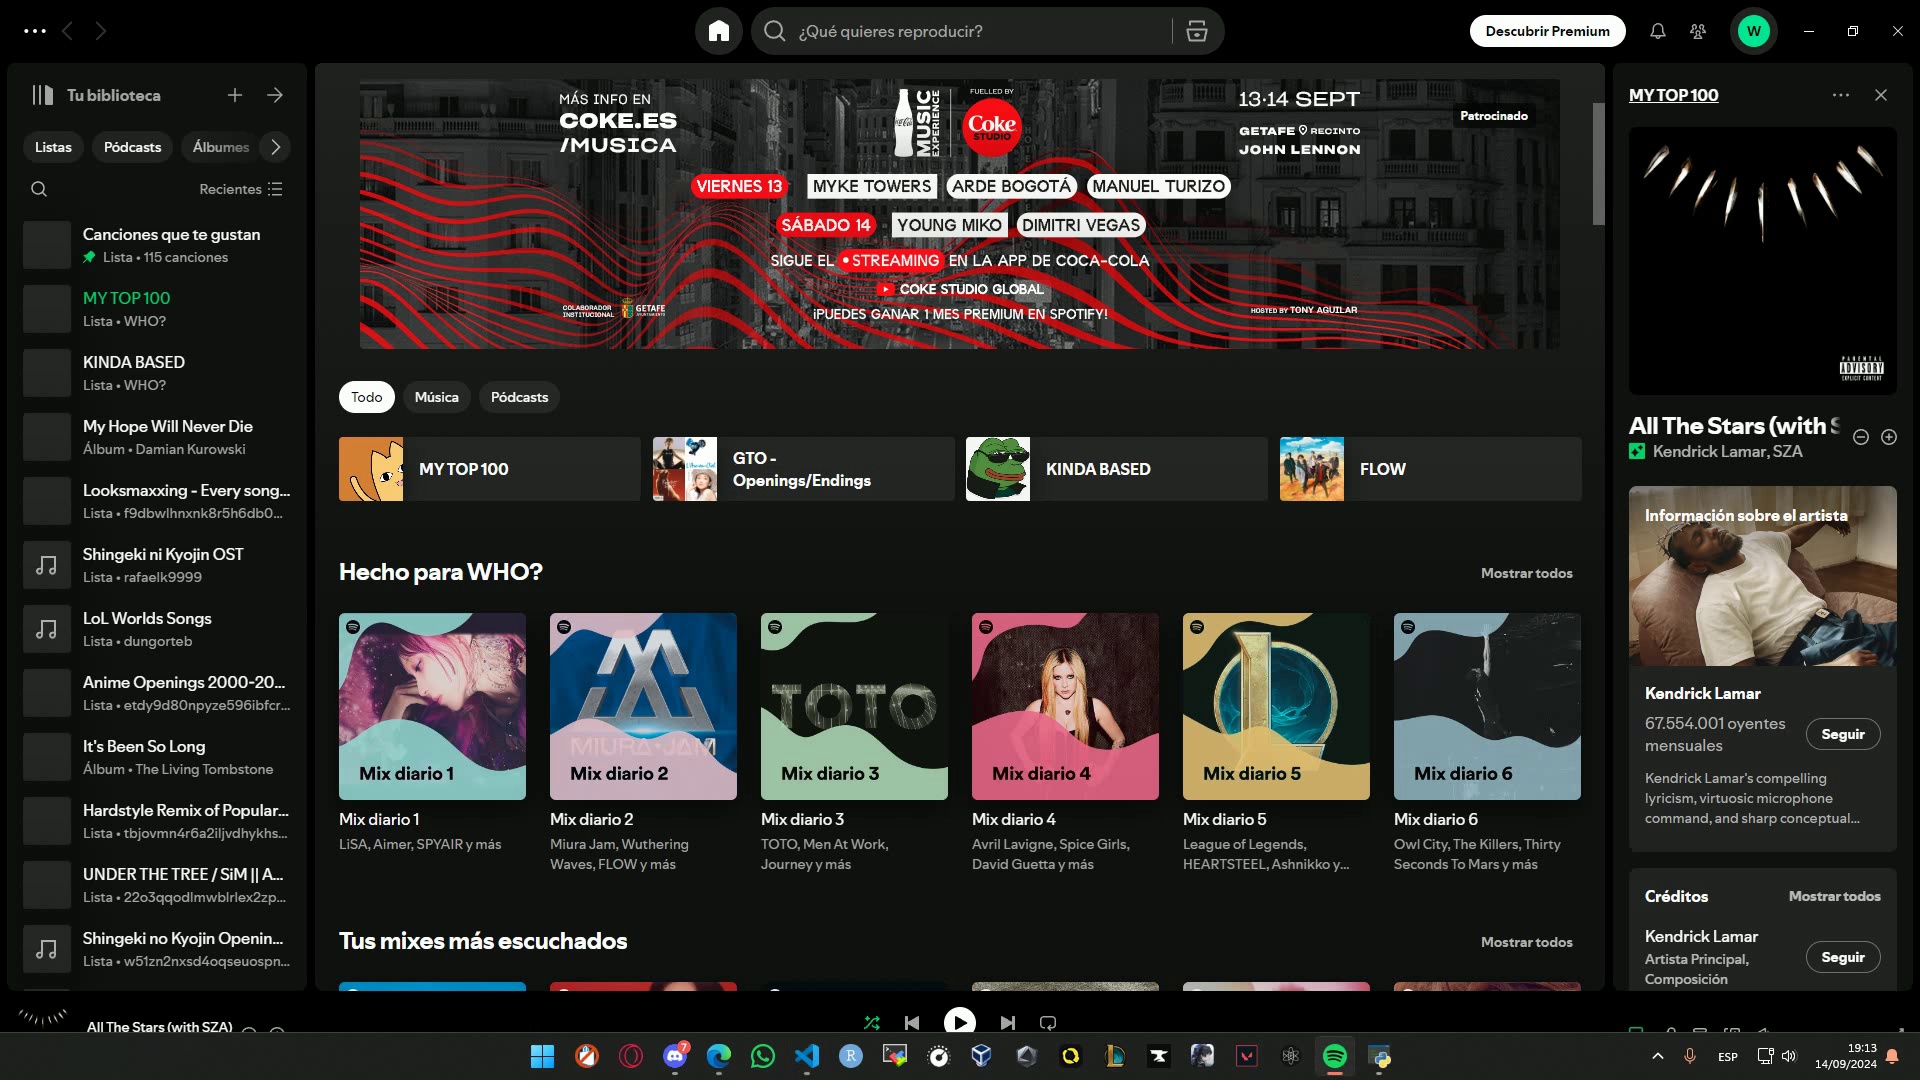 ¿Qué quieres reproducir?
Descubrir Premium
W
Tu biblioteca
Listas
Pódcasts
Álbumes
Recientes
Canciones que te gustan
Lista • 115 canciones
MY TOP 100
Lista • WHO?
KINDA BASED
Lista • WHO?
My Hope Will Never Die
Álbum • Damian Kurowski
Looksmaxxing - Every song...
Lista • f9dbwlhnxnk8r5h6db0...
Shingeki ni Kyojin OST
Lista • rafaelk9999
LoL Worlds Songs
Lista • dungorteb
Anime Openings 2000-20...
Lista • etdy9d80npyze596ibfcr...
It's Been So Long
Álbum • The Living Tombstone
Hardstyle Remix of Popular...
Lista • tbjovmn4r6a2iljvdhykhs...
UNDER THE TREE / SiM || A...
Lista • 22o3qqodlmwblrlex2zp...
Shingeki no Kyojin Openin...
Lista • w51zn2nxsd4oqseuospn...
MÁS INFO EN
COKE.ES
/MUSICA
Coca-Cola
MUSIC
EXPERIENCE
FUELLED BY
Coke
STUDIO
13·14 SEPT
GETAFE RECINTO
JOHN LENNON
Patrocinado
VIERNES 13 MYKE TOWERS ARDE BOGOTÁ MANUEL TURIZO
SÁBADO 14 YOUNG MIKO DIMITRI VEGAS
SIGUE EL •STREAMING EN LA APP DE COCA-COLA
COKE STUDIO GLOBAL
¡PUEDES GANAR 1 MES PREMIUM EN SPOTIFY!
COLABORADOR
INSTITUCIONAL
GETAFE
AYUNTAMIENTO
HOSTED BY TONY AGUILAR
Todo
Música
Pódcasts
MY TOP 100
GTO -
Openings/Endings
KINDA BASED
FLOW
Hecho para WHO?
Mostrar todos
Mix diario 1
Mix diario 1
LiSA, Aimer, SPYAIR y más
MIURA·JAM
Mix diario 2
Mix diario 2
Miura Jam, Wuthering
Waves, FLOW y más
TOTO
Mix diario 3
Mix diario 3
TOTO, Men At Work,
Journey y más
Mix diario 4
Mix diario 4
Avril Lavigne, Spice Girls,
David Guetta y más
Mix diario 5
Mix diario 5
League of Legends,
HEARTSTEEL, Ashnikko y...
Mix diario 6
Mix diario 6
Owl City, The Killers, Thirty
Seconds To Mars y más
Tus mixes más escuchados
Mostrar todos
MY TOP 100
PARENTAL
ADVISORY
EXPLICIT CONTENT
All The Stars (with S
Kendrick Lamar, SZA
Información sobre el artista
Kendrick Lamar
67.554.001 oyentes
mensuales
Seguir
Kendrick Lamar's compelling
lyricism, virtuosic microphone
command, and sharp conceptual...
Créditos
Mostrar todos
Kendrick Lamar
Artista Principal,
Composición
Seguir
All The Stars (with SZA)
7
R
ESP
19:13
14/09/2024